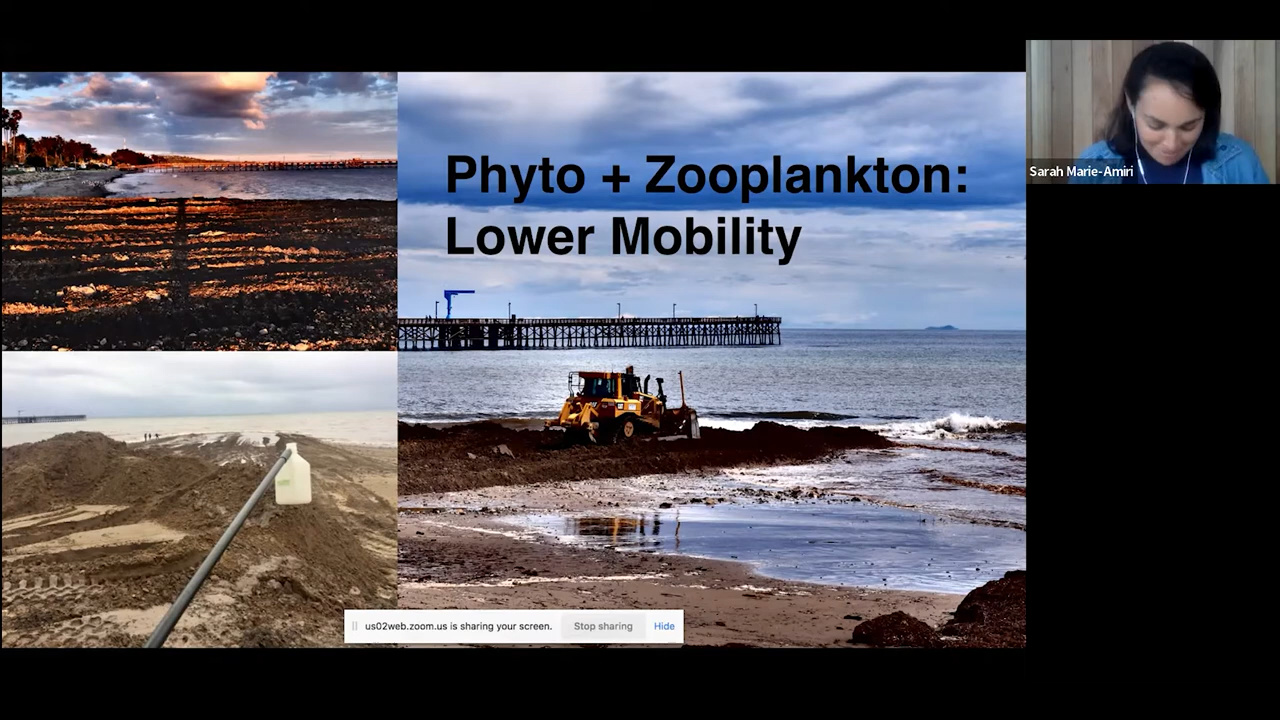 Phyto + Zooplankton:
Lower Mobility
Sarah Marie-Amiri
us02web.zoom.us is sharing your screen.
Stop sharing
Hide